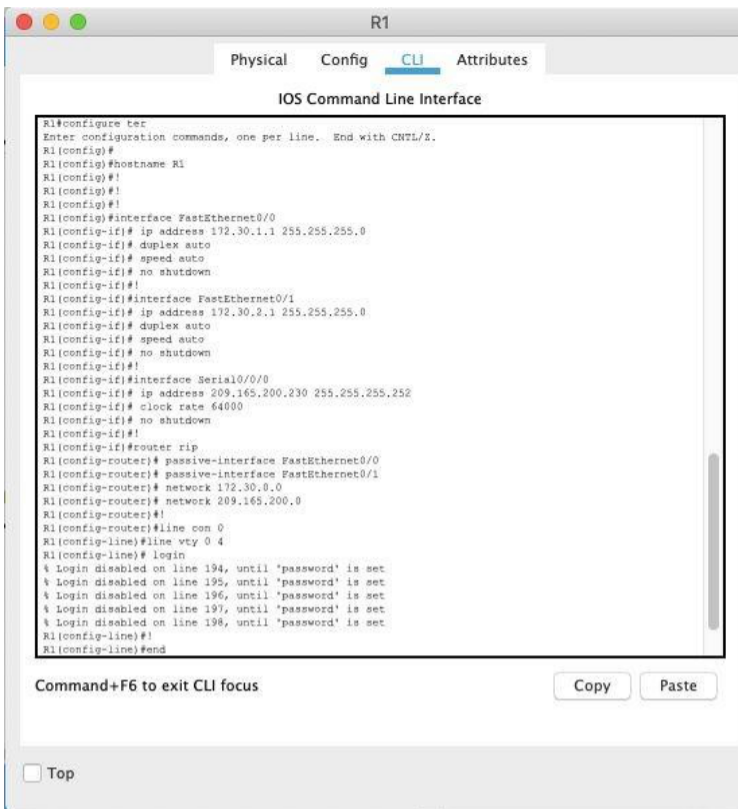 R1
Physical Config CLI Attributes
IOS Command Line Interface
R1#configure ter
Enter configuration commands, one per line. End with CNTL/Z.
R1(config)#
R1(config)#hostname R1
R1(config)#!
R1(config)#!
R1(config)#!
R1(config)#interface FastEthernet0/0
R1(config-if)# ip address 172.30.1.1 255.255.255.0
R1(config-if)# duplex auto
R1(config-if)# speed auto
R1(config-if)# no shutdown
R1(config-if)#!
R1(config-if)#interface FastEthernet0/1
R1(config-if)# ip address 172.30.2.1 255.255.255.0
R1(config-if)# duplex auto
R1(config-if)# speed auto
R1(config-if)# no shutdown
R1(config-if)#!
R1(config-if)#interface Serial0/0/0
R1(config-if)# ip address 209.165.200.230 255.255.255.252
R1(config-if)# clock rate 64000
R1(config-if)# no shutdown
R1(config-if)#!
R1(config-if)#router rip
R1(config-router)# passive-interface FastEthernet0/0
R1(config-router)# passive-interface FastEthernet0/1
R1(config-router)# network 172.30.0.0
R1(config-router)# network 209.165.200.0
R1(config-router)#!
R1(config-router)#line con 0
R1(config-line)#line vty 0 4
R1(config-line)# login
% Login disabled on line 194, until 'password' is set
% Login disabled on line 195, until 'password' is set
% Login disabled on line 196, until 'password' is set
% Login disabled on line 197, until 'password' is set
% Login disabled on line 198, until 'password' is set
R1(config-line)#!
R1(config-line)#end
Command+F6 to exit CLI focus
Copy Paste
Top